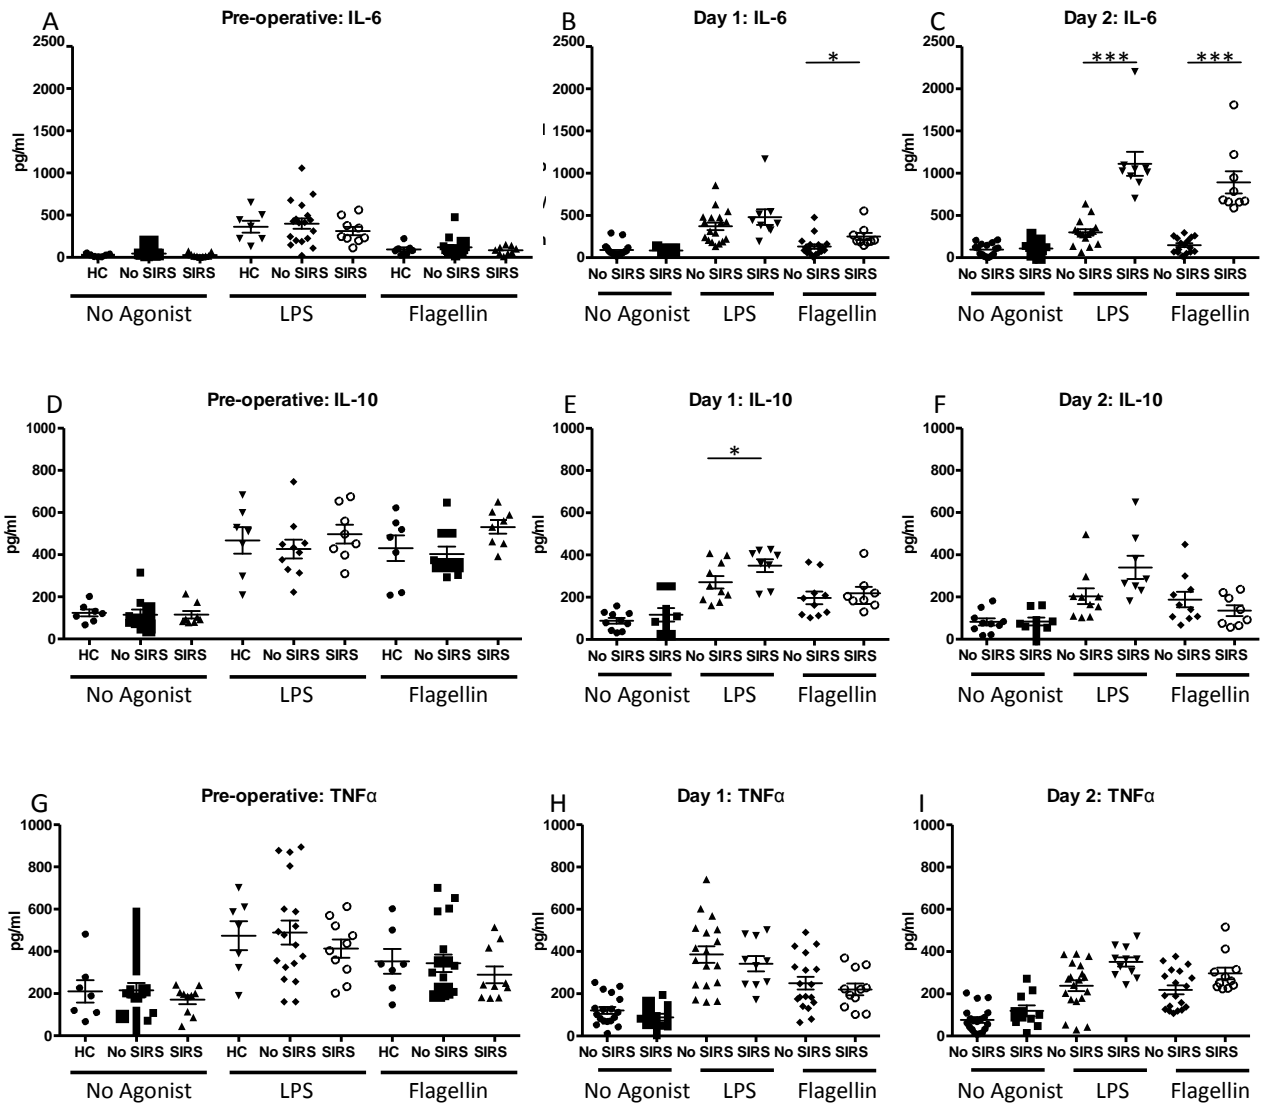 A Pre-operative: IL-6
B Day 1: IL-6
C Day 2: IL-6
2500 2500 2500
2000 2000 2000
1500 1500 1500
pg/ml pg/ml
1000 1000 1000
500 500 500
0 0 0
* *** ***
HC No SIRS SIRS HC No SIRS SIRS HC No SIRS SIRS
No SIRS SIRS No SIRS SIRS No SIRS SIRS
No SIRS SIRS No SIRS SIRS No SIRS SIRS
No Agonist LPS Flagellin
No Agonist LPS Flagellin
No Agonist LPS Flagellin
D Pre-operative: IL-10
E Day 1: IL-10
F Day 2: IL-10
1000 1000 1000
800 800 800
600 600 600
pg/ml pg/ml pg/ml
400 400 400
200 200 200
0 0 0
*
HC No SIRS SIRS HC No SIRS SIRS HC No SIRS SIRS
No SIRS SIRS No SIRS SIRS No SIRS SIRS
No SIRS SIRS No SIRS SIRS No SIRS SIRS
No Agonist LPS Flagellin
No Agonist LPS Flagellin
No Agonist LPS Flagellin
G Pre-operative: TNFα
H Day 1: TNFα
I Day 2: TNFα
1000 1000 1000
800 800 800
600 600 600
pg/ml pg/ml pg/ml
400 400 400
200 200 200
0 0 0
HC No SIRS SIRS HC No SIRS SIRS HC No SIRS SIRS
No SIRS SIRS No SIRS SIRS No SIRS SIRS
No SIRS SIRS No SIRS SIRS No SIRS SIRS
No Agonist LPS Flagellin
No Agonist LPS Flagellin
No Agonist LPS Flagellin